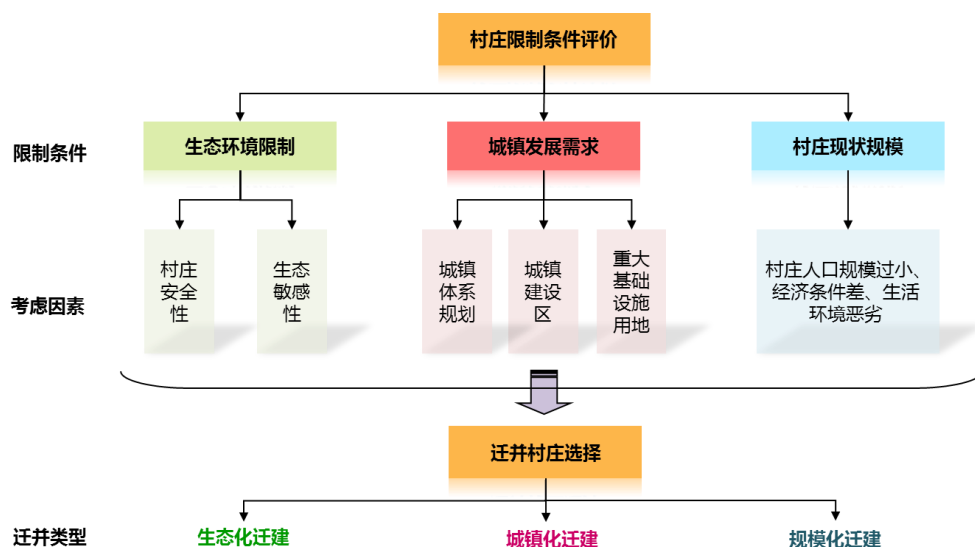 村庄限制条件评价
限制条件
生态环境限制
城镇发展需求
村庄现状规模
考虑因素
村庄
安全
性
生态
敏感
性
城镇
体系
规划
城镇
建设
区
重大
基础
设施
用地
村庄人口规模过小、
经济条件差、生活
环境恶劣
迁并村庄选择
迁并类型
生态化迁建
城镇化迁建
规模化迁建